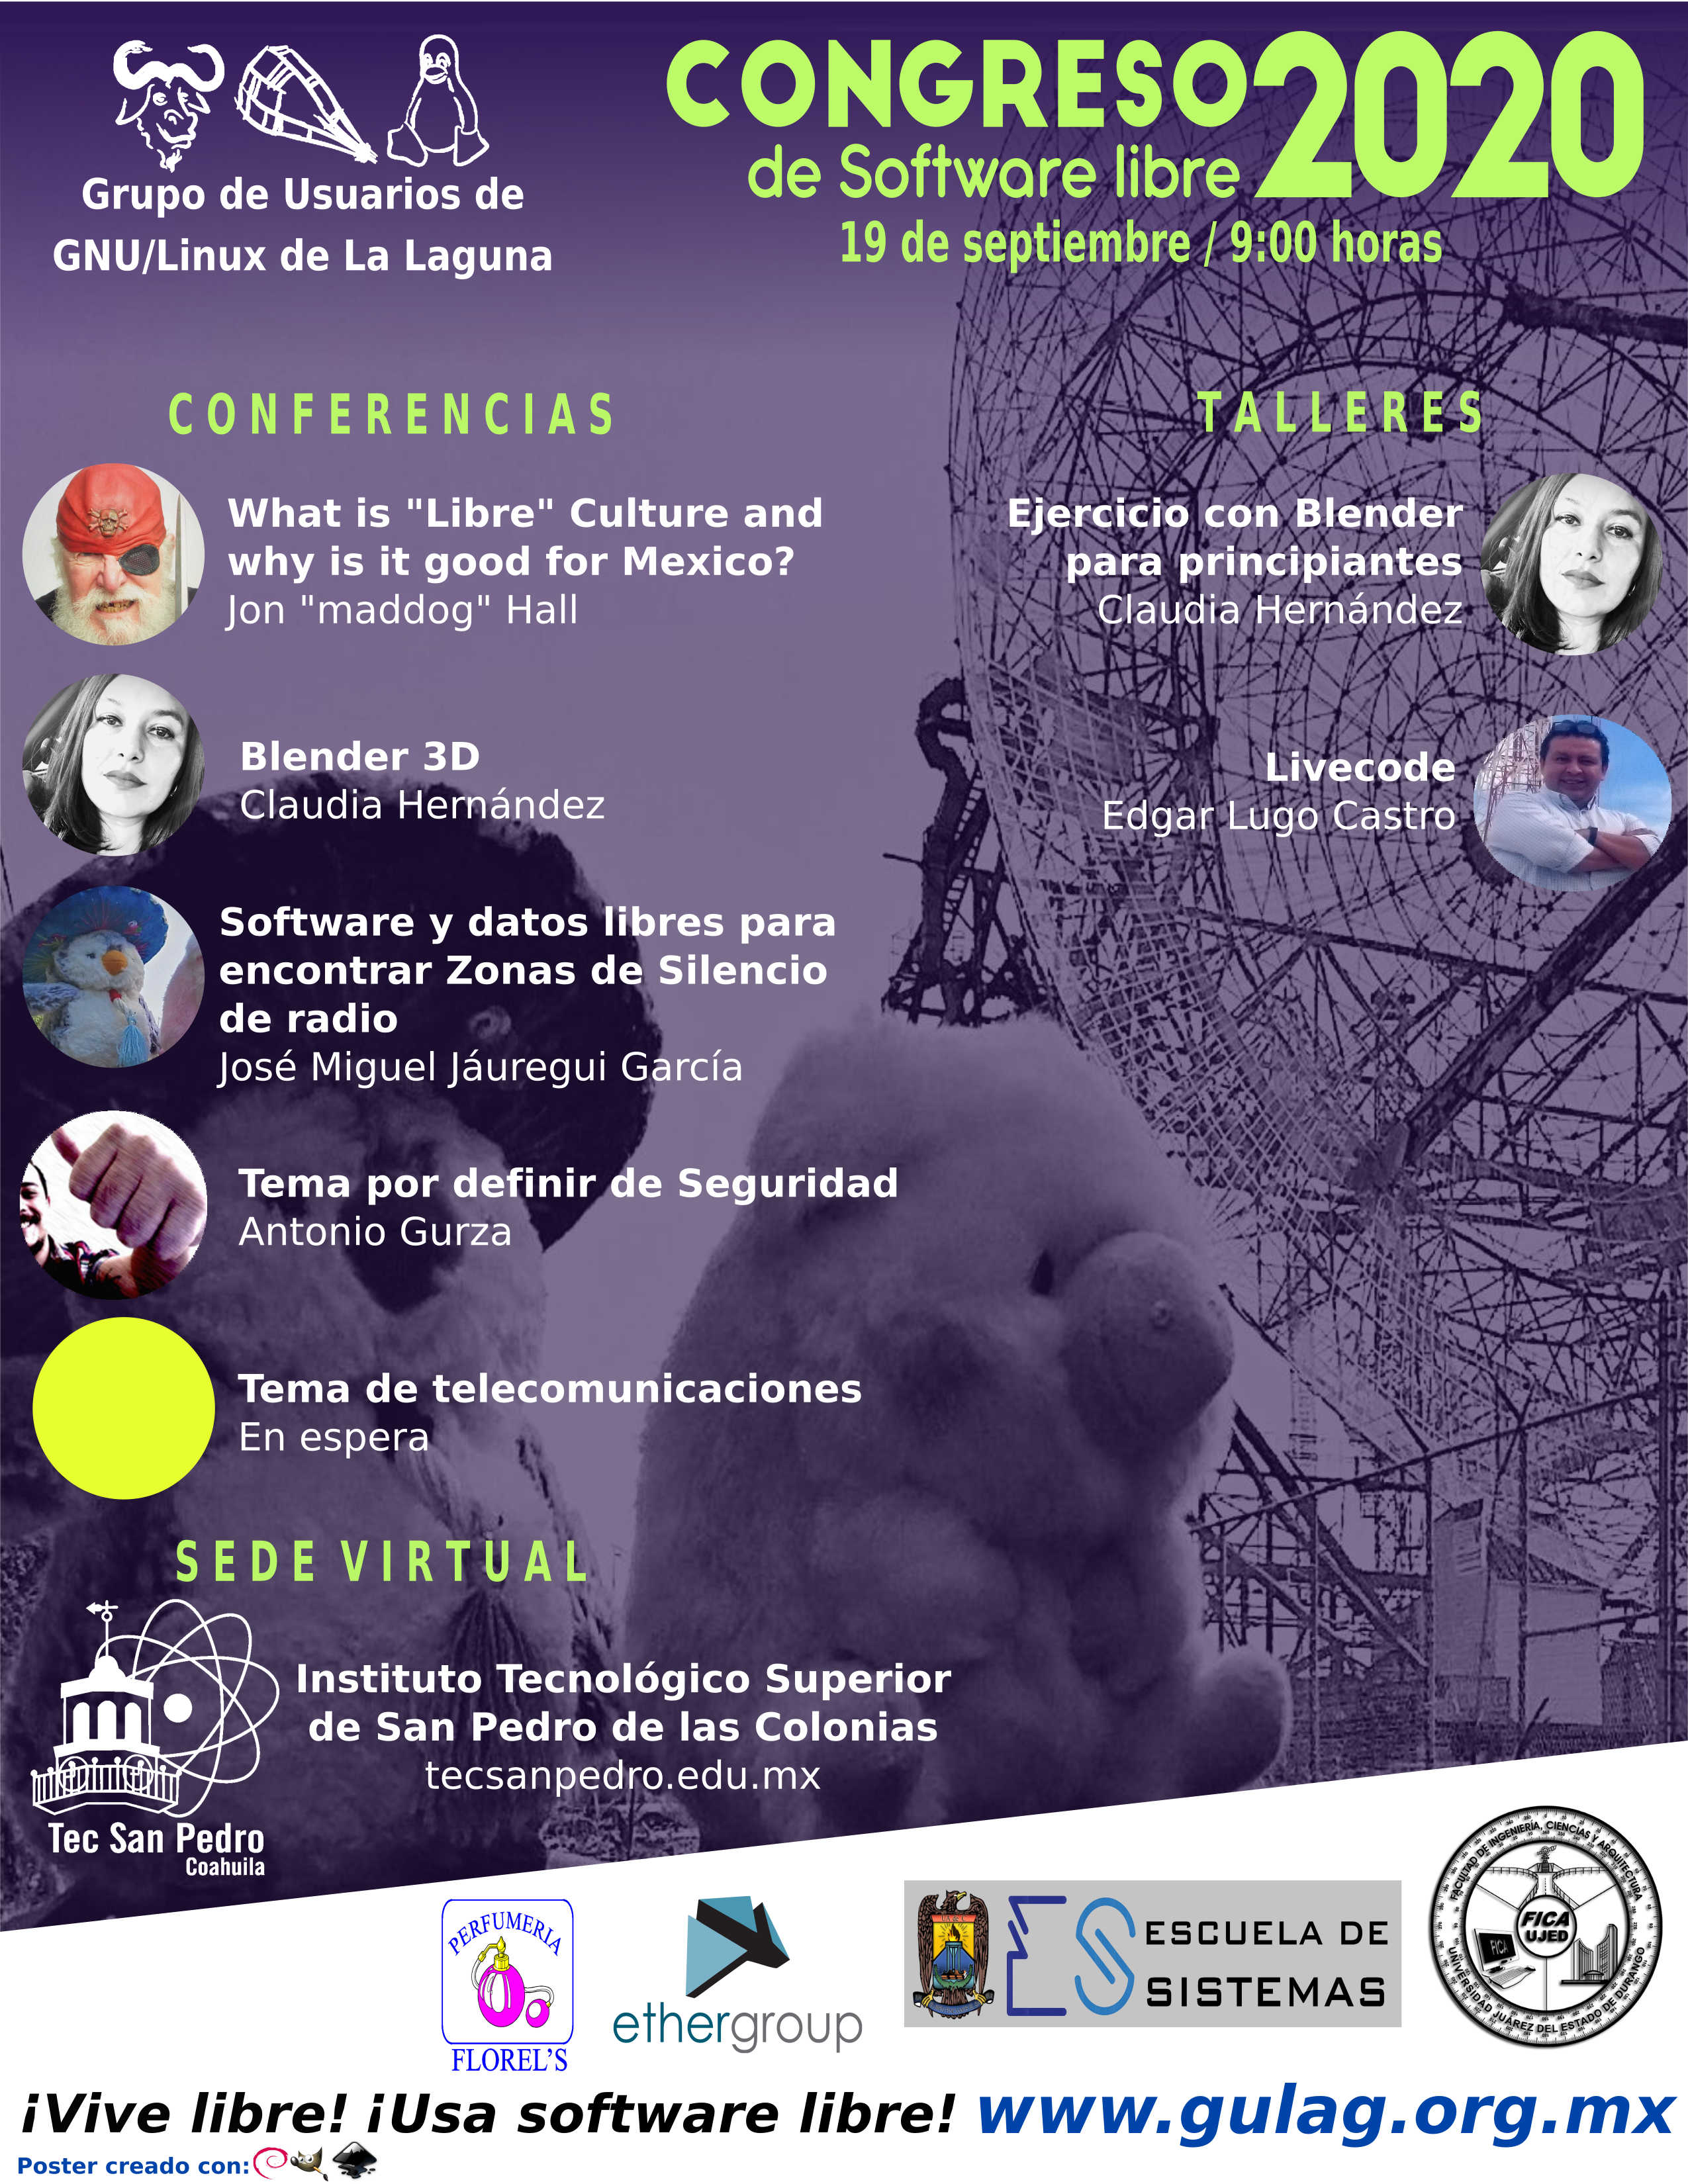 Grupo de Usuarios de
GNU/Linux de La Laguna
CONGRESO 2020
de Software libre
19 de septiembre / 9:00 horas
CONFERENCIAS
What is "Libre" Culture and
why is it good for Mexico?
Jon "maddog" Hall
Blender 3D
Claudia Hernández
Software y datos libres para
encontrar Zonas de Silencio
de radio
José Miguel Jáuregui García
Tema por definir de Seguridad
Antonio Gurza
Tema de telecomunicaciones
En espera
TALLERES
Ejercicio con Blender
para principiantes
Claudia Hernández
Livecode
Edgar Lugo Castro
SEDE VIRTUAL
Instituto Tecnológico Superior
de San Pedro de las Colonias
tecsanpedro.edu.mx
Tec San Pedro
Coahuila
PERFUMERIA
FLOREL'S
ethergroup
ES
ESCUELA DE
SISTEMAS
FACULTAD DE INGENIERÍA, CIENCIAS Y ARQUITECTURA
FICA
UJED
FICA
UNIVERSIDAD JUÁREZ DEL ESTADO DE DURANGO
¡Vive libre! ¡Usa software libre! www.gulag.org.mx
Poster creado con: